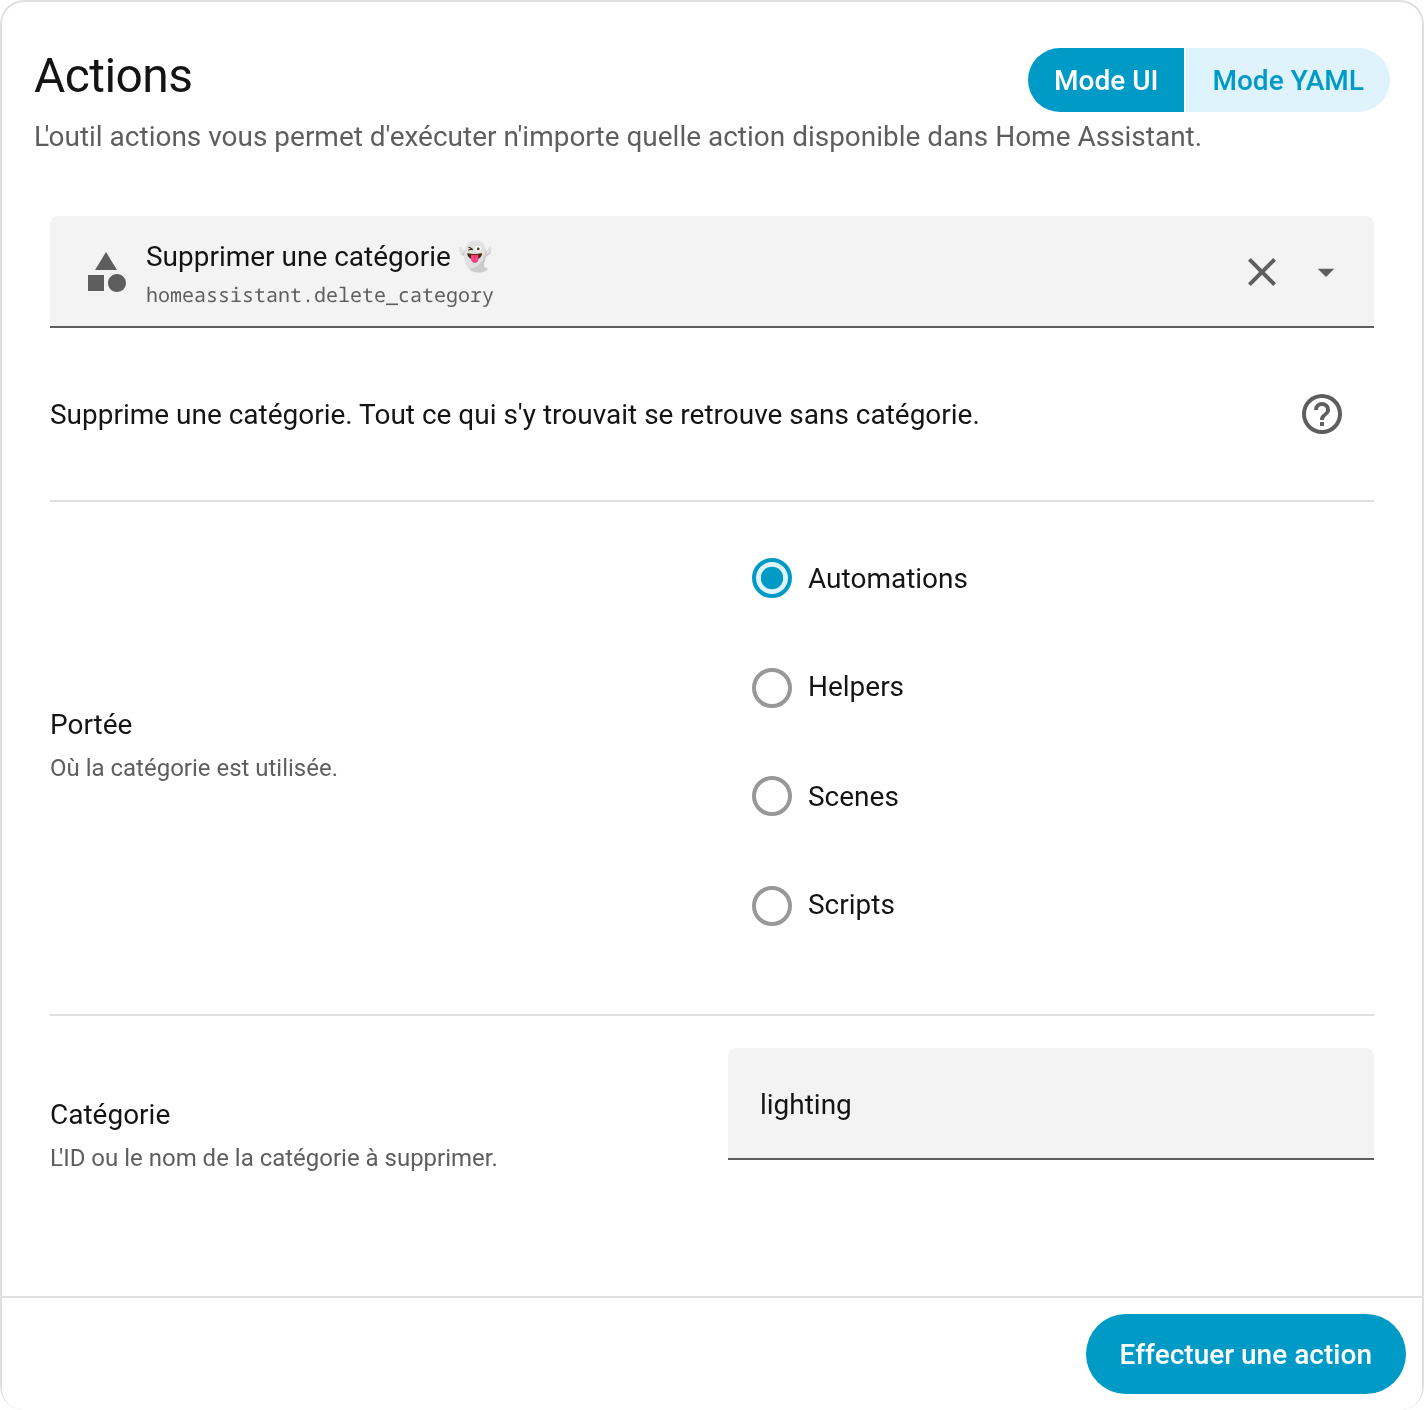 Actions
Mode UI
Mode YAML
L'outil actions vous permet d'exécuter n'importe quelle action disponible dans Home Assistant.
Supprimer une catégorie 👻
homeassistant.delete_category
Supprime une catégorie. Tout ce qui s'y trouvait se retrouve sans catégorie.
Portée
Où la catégorie est utilisée.
Automations
Helpers
Scenes
Scripts
Catégorie
L'ID ou le nom de la catégorie à supprimer.
lighting
Effectuer une action